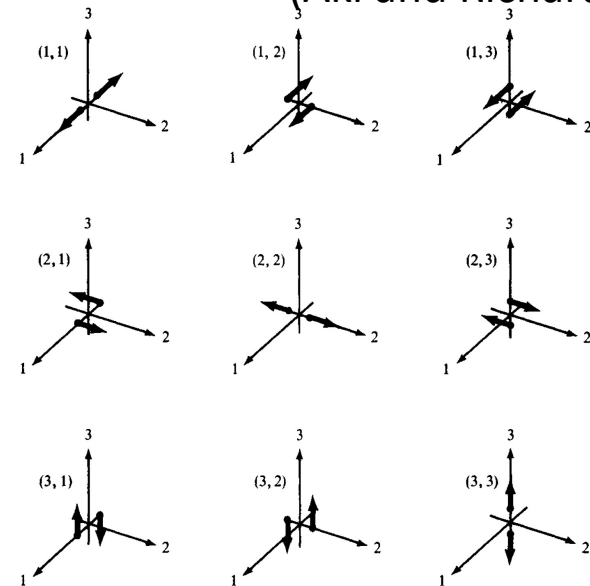 3 3 3
(1, 1) (1, 2) (1, 3)
1 2 1 2 1 2
3 3 3
(2, 1) (2, 2) (2, 3)
1 2 1 2 1 2
3 3 3
(3, 1) (3, 2) (3, 3)
1 2 1 2 1 2